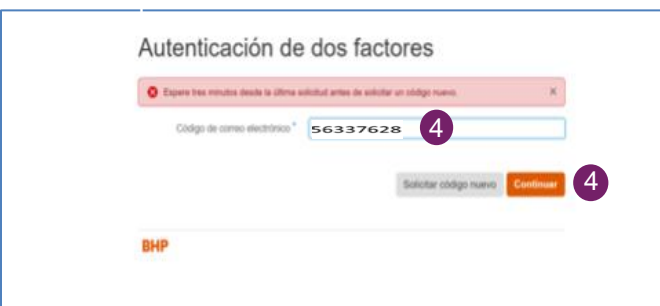 Autenticación de dos factores
Espere tres minutos desde la última solicitud antes de solicitar un código nuevo. ×
Código de correo electrónico * 56337628 4
Solicitar código nuevo Continuar 4
BHP